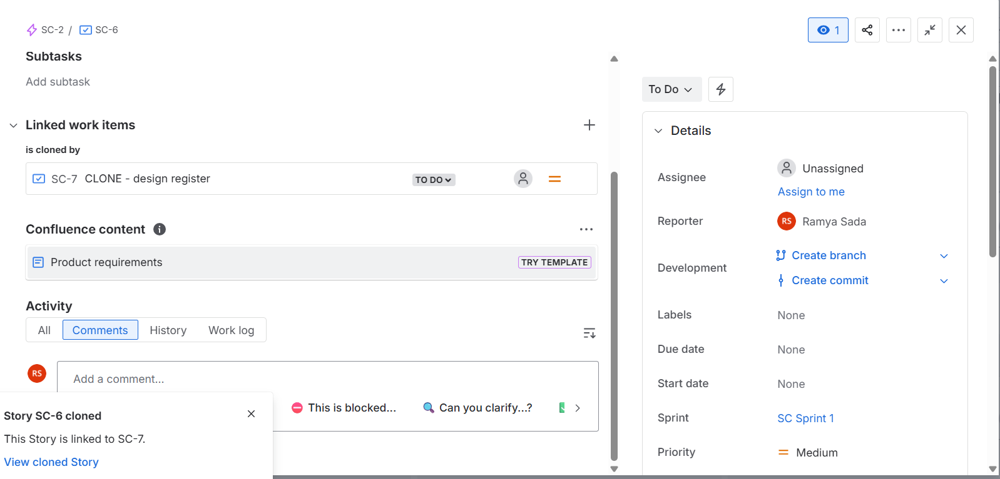 SC-2 / SC-6
1
Subtasks
Add subtask
Linked work items
is cloned by
SC-7 CLONE - design register TO DO
Confluence content
Product requirements TRY TEMPLATE
Activity
All Comments History Work log
RS Add a comment...
This is blocked... Can you clarify...?
Story SC-6 cloned
This Story is linked to SC-7.
View cloned Story
To Do
Details
Assignee Unassigned
Assign to me
Reporter RS Ramya Sada
Development Create branch
Create commit
Labels None
Due date None
Start date None
Sprint SC Sprint 1
Priority Medium